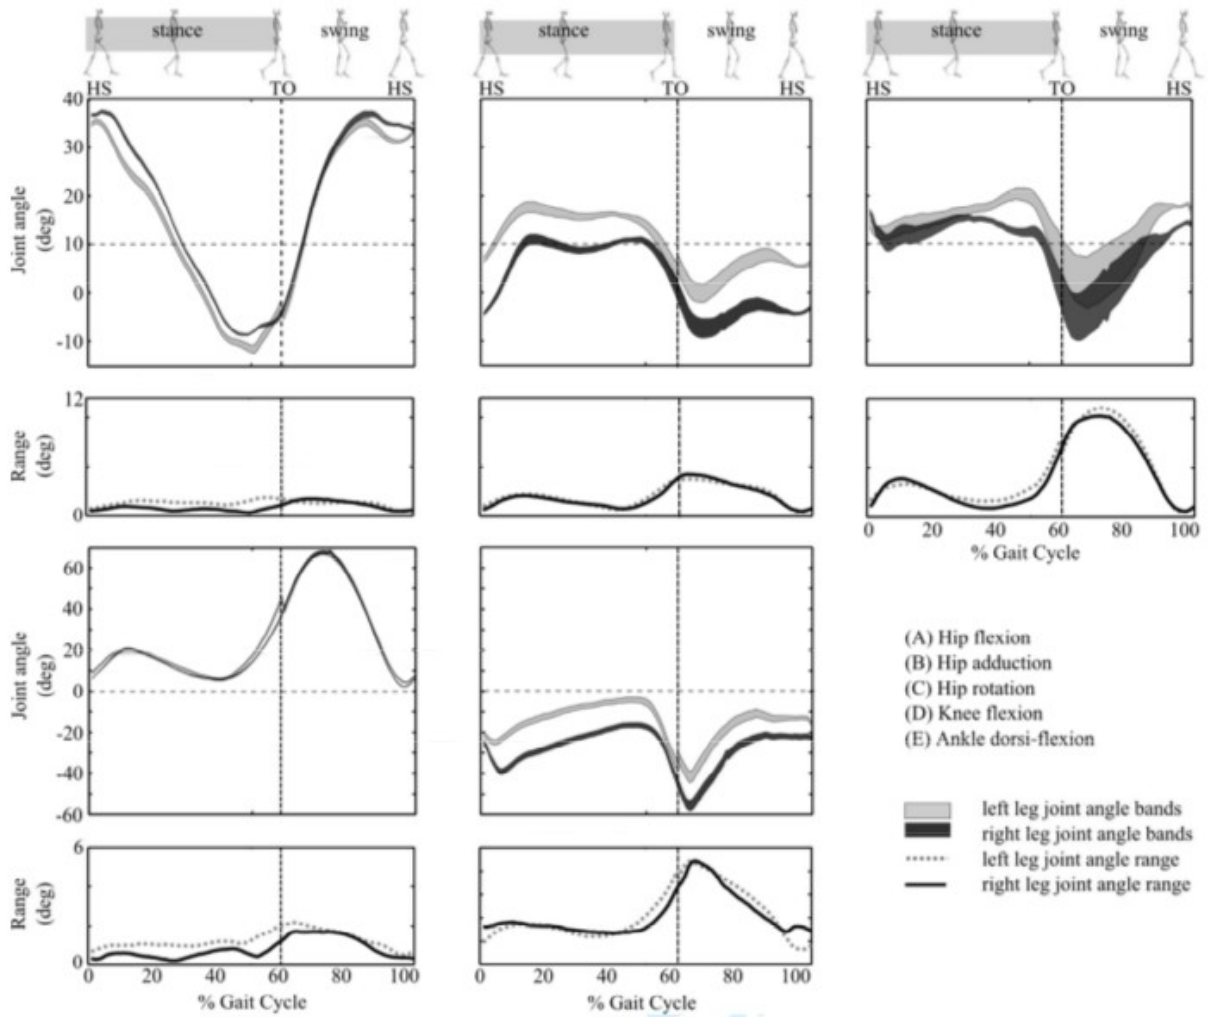 stance swing stance swing stance swing
HS TO HS TO HS HS TO HS
40
30
20
10
0
-10
Joint angle
(deg)
12
0
Range
(deg)
0 20 40 60 80 100
% Gait Cycle
60
40
20
0
-20
-40
-60
Joint angle
(deg)
(A) Hip flexion
(B) Hip adduction
(C) Hip rotation
(D) Knee flexion
(E) Ankle dorsi-flexion
left leg joint angle bands
right leg joint angle bands
left leg joint angle range
right leg joint angle range
6
0
Range
(deg)
0 20 40 60 80 100 0 20 40 60 80 100
% Gait Cycle % Gait Cycle